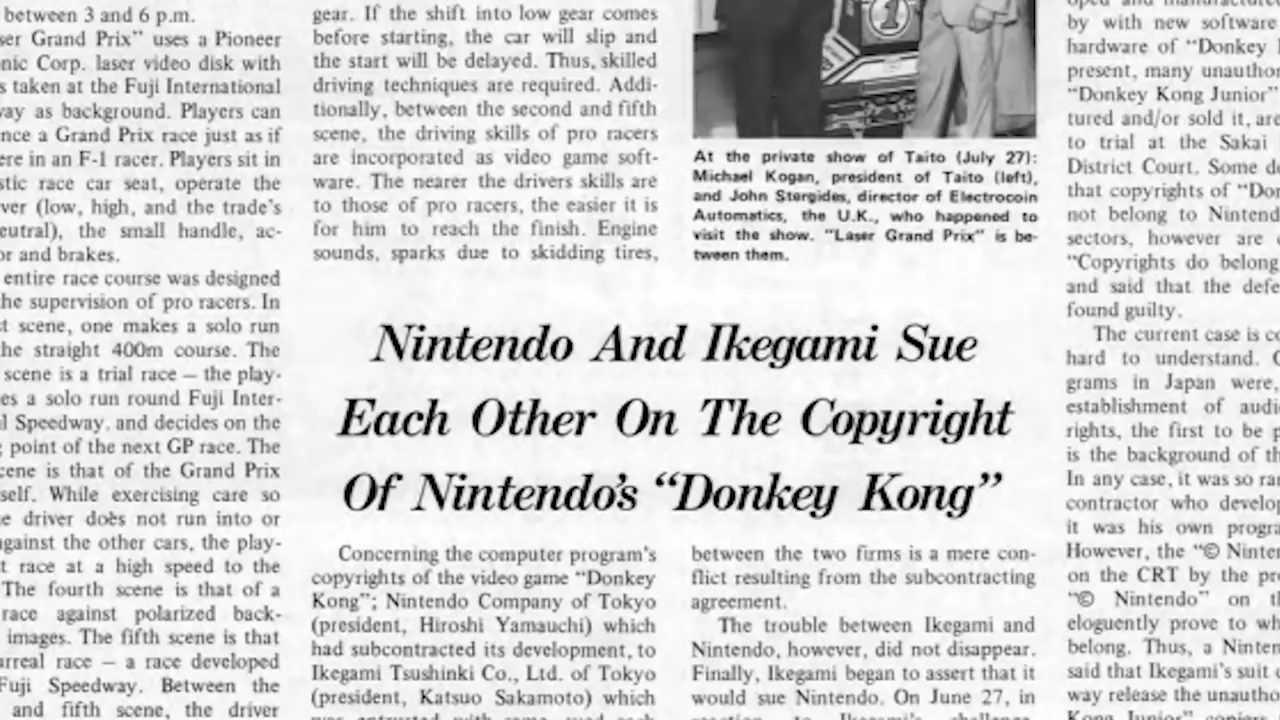 between 3 and 6 p.m.
ser Grand Prix” uses a Pioneer
nic Corp. laser video disk with
s taken at the Fuji International
way as background. Players can
nce a Grand Prix race just as if
ere in an F-1 racer. Players sit in
stic race car seat, operate the
ver (low, high, and the trade's
eutral), the small handle, ac-
or and brakes.
entire race course was designed
he supervision of pro racers. In
st scene, one makes a solo run
he straight 400m course. The
scene is a trial race – the play-
es a solo run round Fuji Inter-
l Speedway. and decides on the
g point of the next GP race. The
cene is that of the Grand Prix
self. While exercising care so
e driver does not run into or
against the other cars, the play-
t race at a high speed to the
The fourth scene is that of a
race against polarized back-
images. The fifth scene is that
urreal race – a race developed
Fuji Speedway. Between the
and fifth scene, the driver
gear. If the shift into low gear comes
before starting, the car will slip and
the start will be delayed. Thus, skilled
driving techniques are required. Addi-
tionally, between the second and fifth
scene, the driving skills of pro racers
are incorporated as video game soft-
ware. The nearer the drivers skills are
to those of pro racers, the easier it is
for him to reach the finish. Engine
sounds, sparks due to skidding tires,
1
At the private show of Taito (July 27):
Michael Kogan, president of Taito (left),
and John Stergides, director of Electrocoin
Automatics, the U.K., who happened to
visit the show. “Laser Grand Prix” is be-
tween them.
Nintendo And Ikegami Sue
Each Other On The Copyright
Of Nintendo's “Donkey Kong”
Concerning the computer program's
copyrights of the video game “Donkey
Kong”; Nintendo Company of Tokyo
(president, Hiroshi Yamauchi) which
had subcontracted its development, to
Ikegami Tsushinki Co., Ltd. of Tokyo
(president, Katsuo Sakamoto) which
was entrusted with same, sued each
between the two firms is a mere con-
flict resulting from the subcontracting
agreement.
The trouble between Ikegami and
Nintendo, however, did not disappear.
Finally, Ikegami began to assert that it
would sue Nintendo. On June 27, in
reaction to Ikegami's challenge,
oped and manufactured
by with new software
hardware of “Donkey
present, many unauthor
“Donkey Kong Junior”
tured and/or sold it, are
to trial at the Sakai
District Court. Some de
that copyrights of “Don
not belong to Nintend
sectors, however are
“Copyrights do belong
and said that the defe
found guilty.
The current case is co
hard to understand.
grams in Japan were,
establishment of audi
rights, the first to be p
is the background of th
In any case, it was so ra
contractor who develop
it was his own progra
However, the “© Ninten
on the CRT by the pr
“© Nintendo” on th
eloquently prove to wh
belong. Thus, a Ninten
said that Ikegami's suit
way release the unautho
Kong Junior” copiers